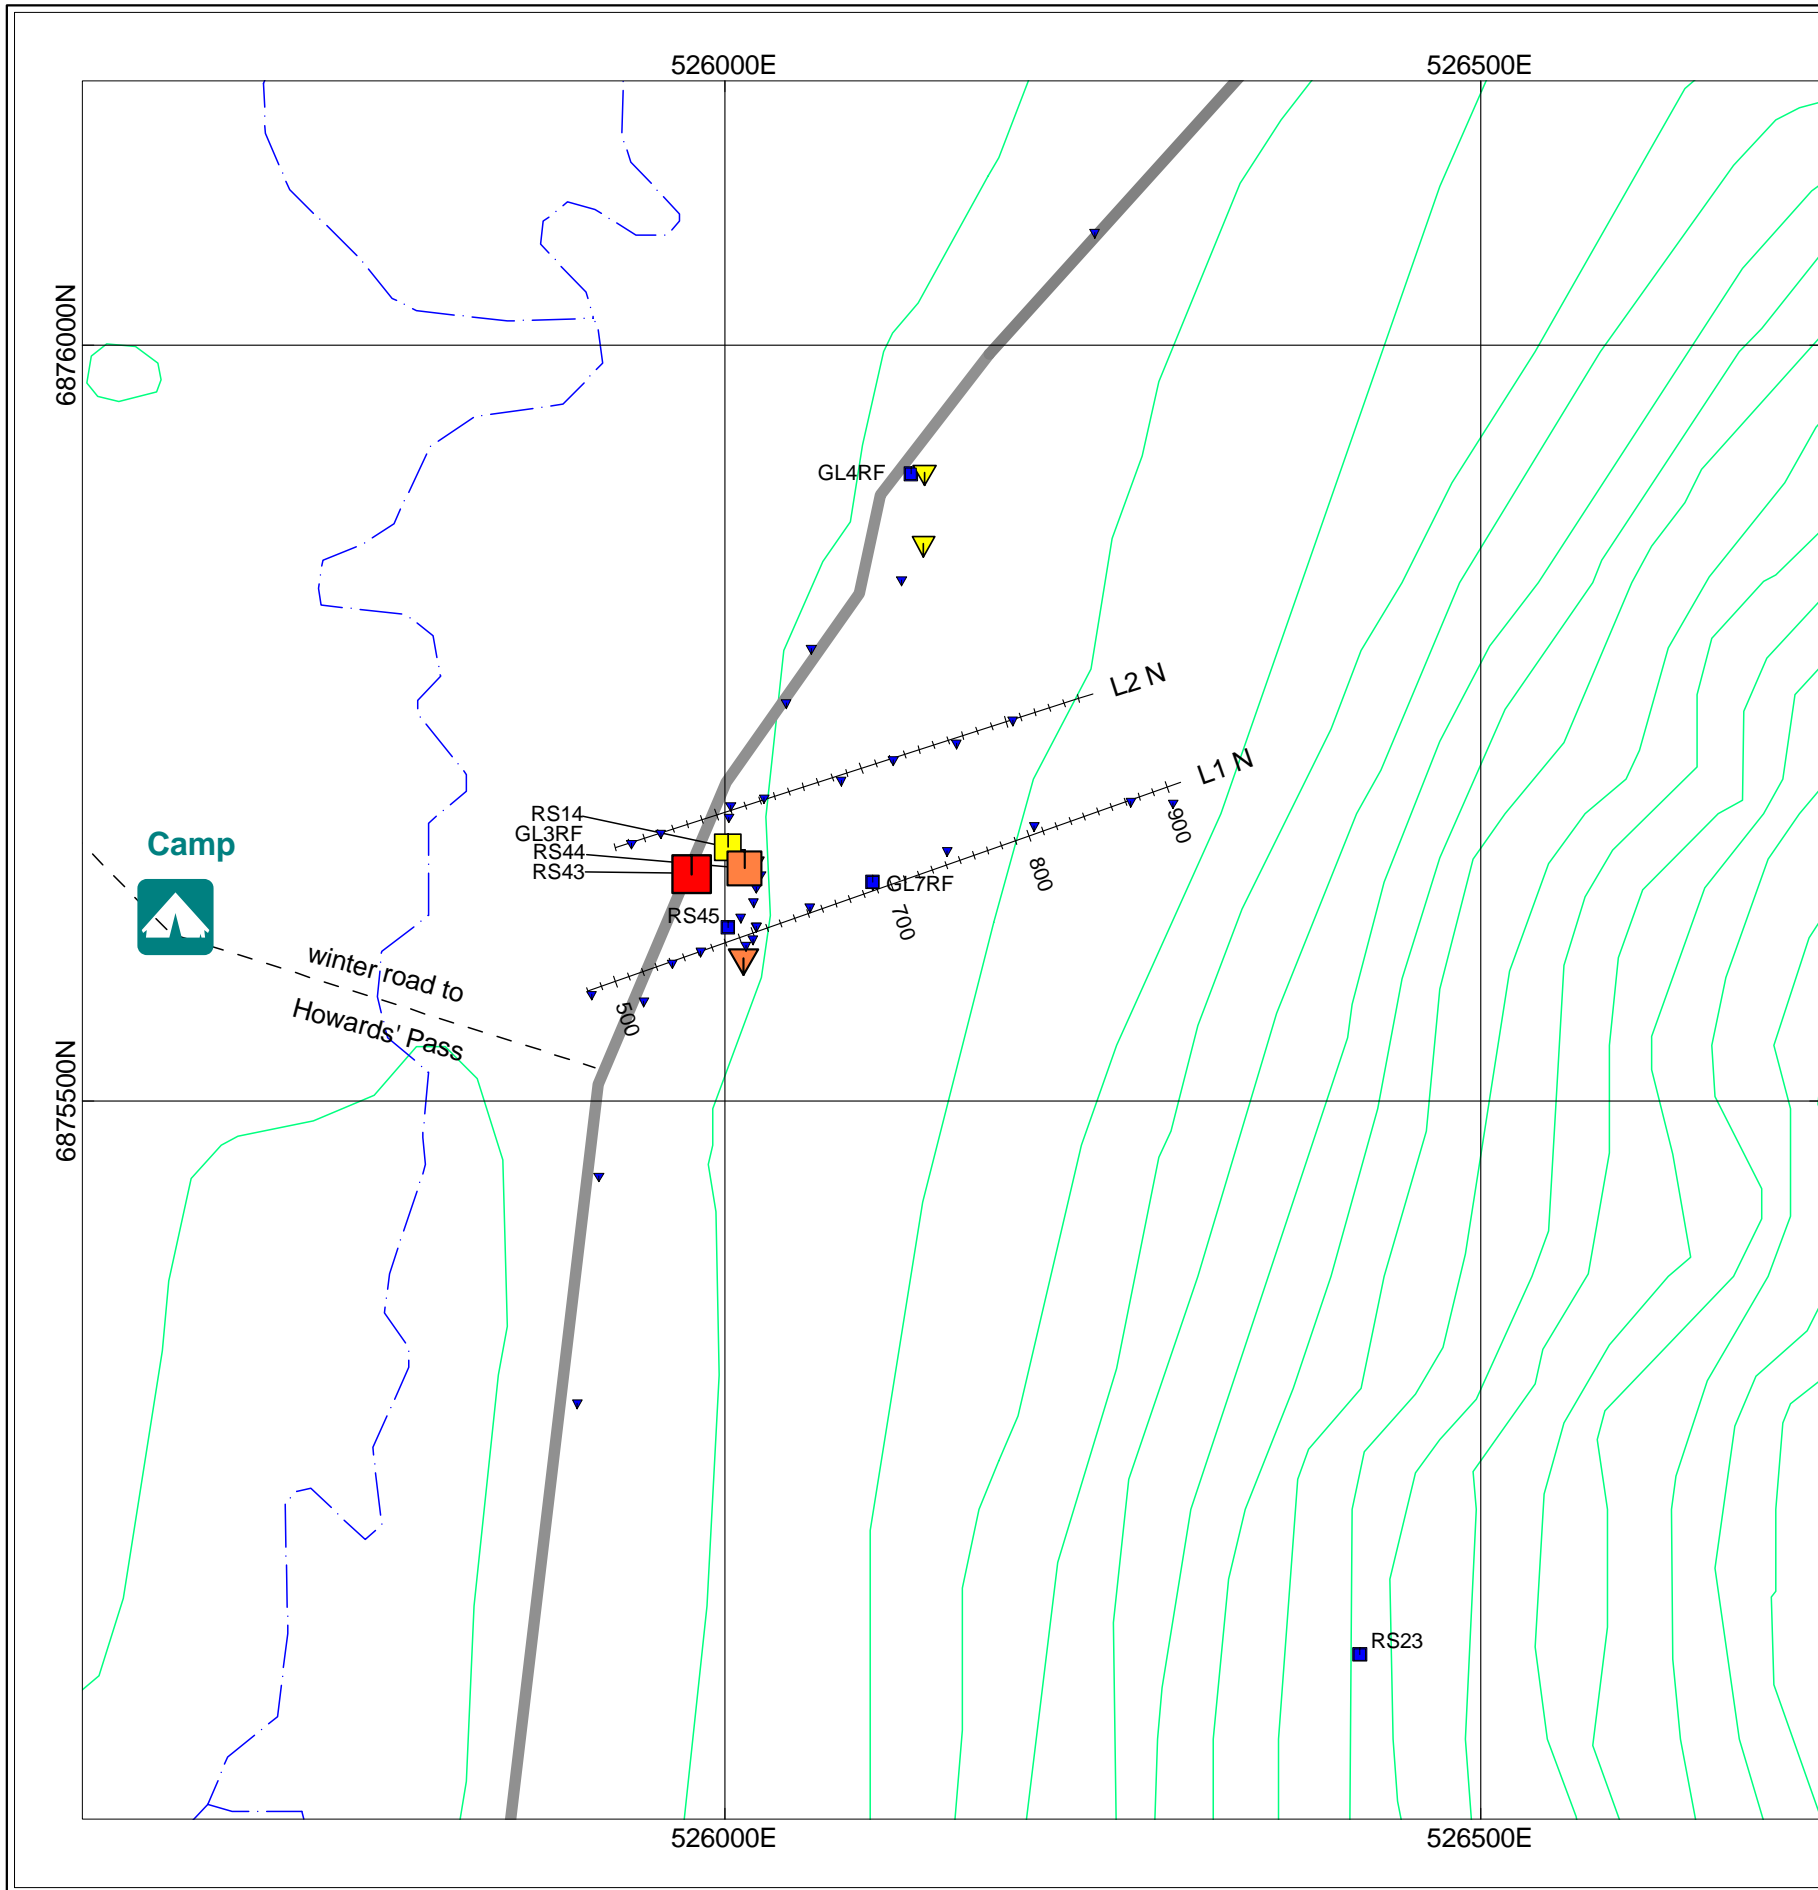 526000E
526500E
6876000N
GL4RF
L2 N
L1 N
RS14
GL3RF
RS44
RS43
Camp
900
800
GL7RF
700
RS45
winter road to
Howards' Pass
500
6875500N
RS23
526000E
526500E